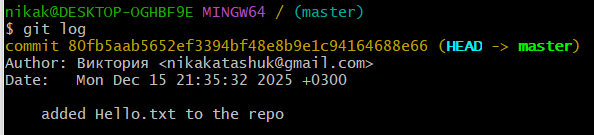 nikak@DESKTOP-OGHBF9E MINGW64 / (master)
$ git log
commit 80fb5aab5652ef3394bf48e8b9e1c94164688e66 (HEAD -> master)
Author: Виктория <nikakatashuk@gmail.com>
Date:   Mon Dec 15 21:35:32 2025 +0300
    added Hello.txt to the repo